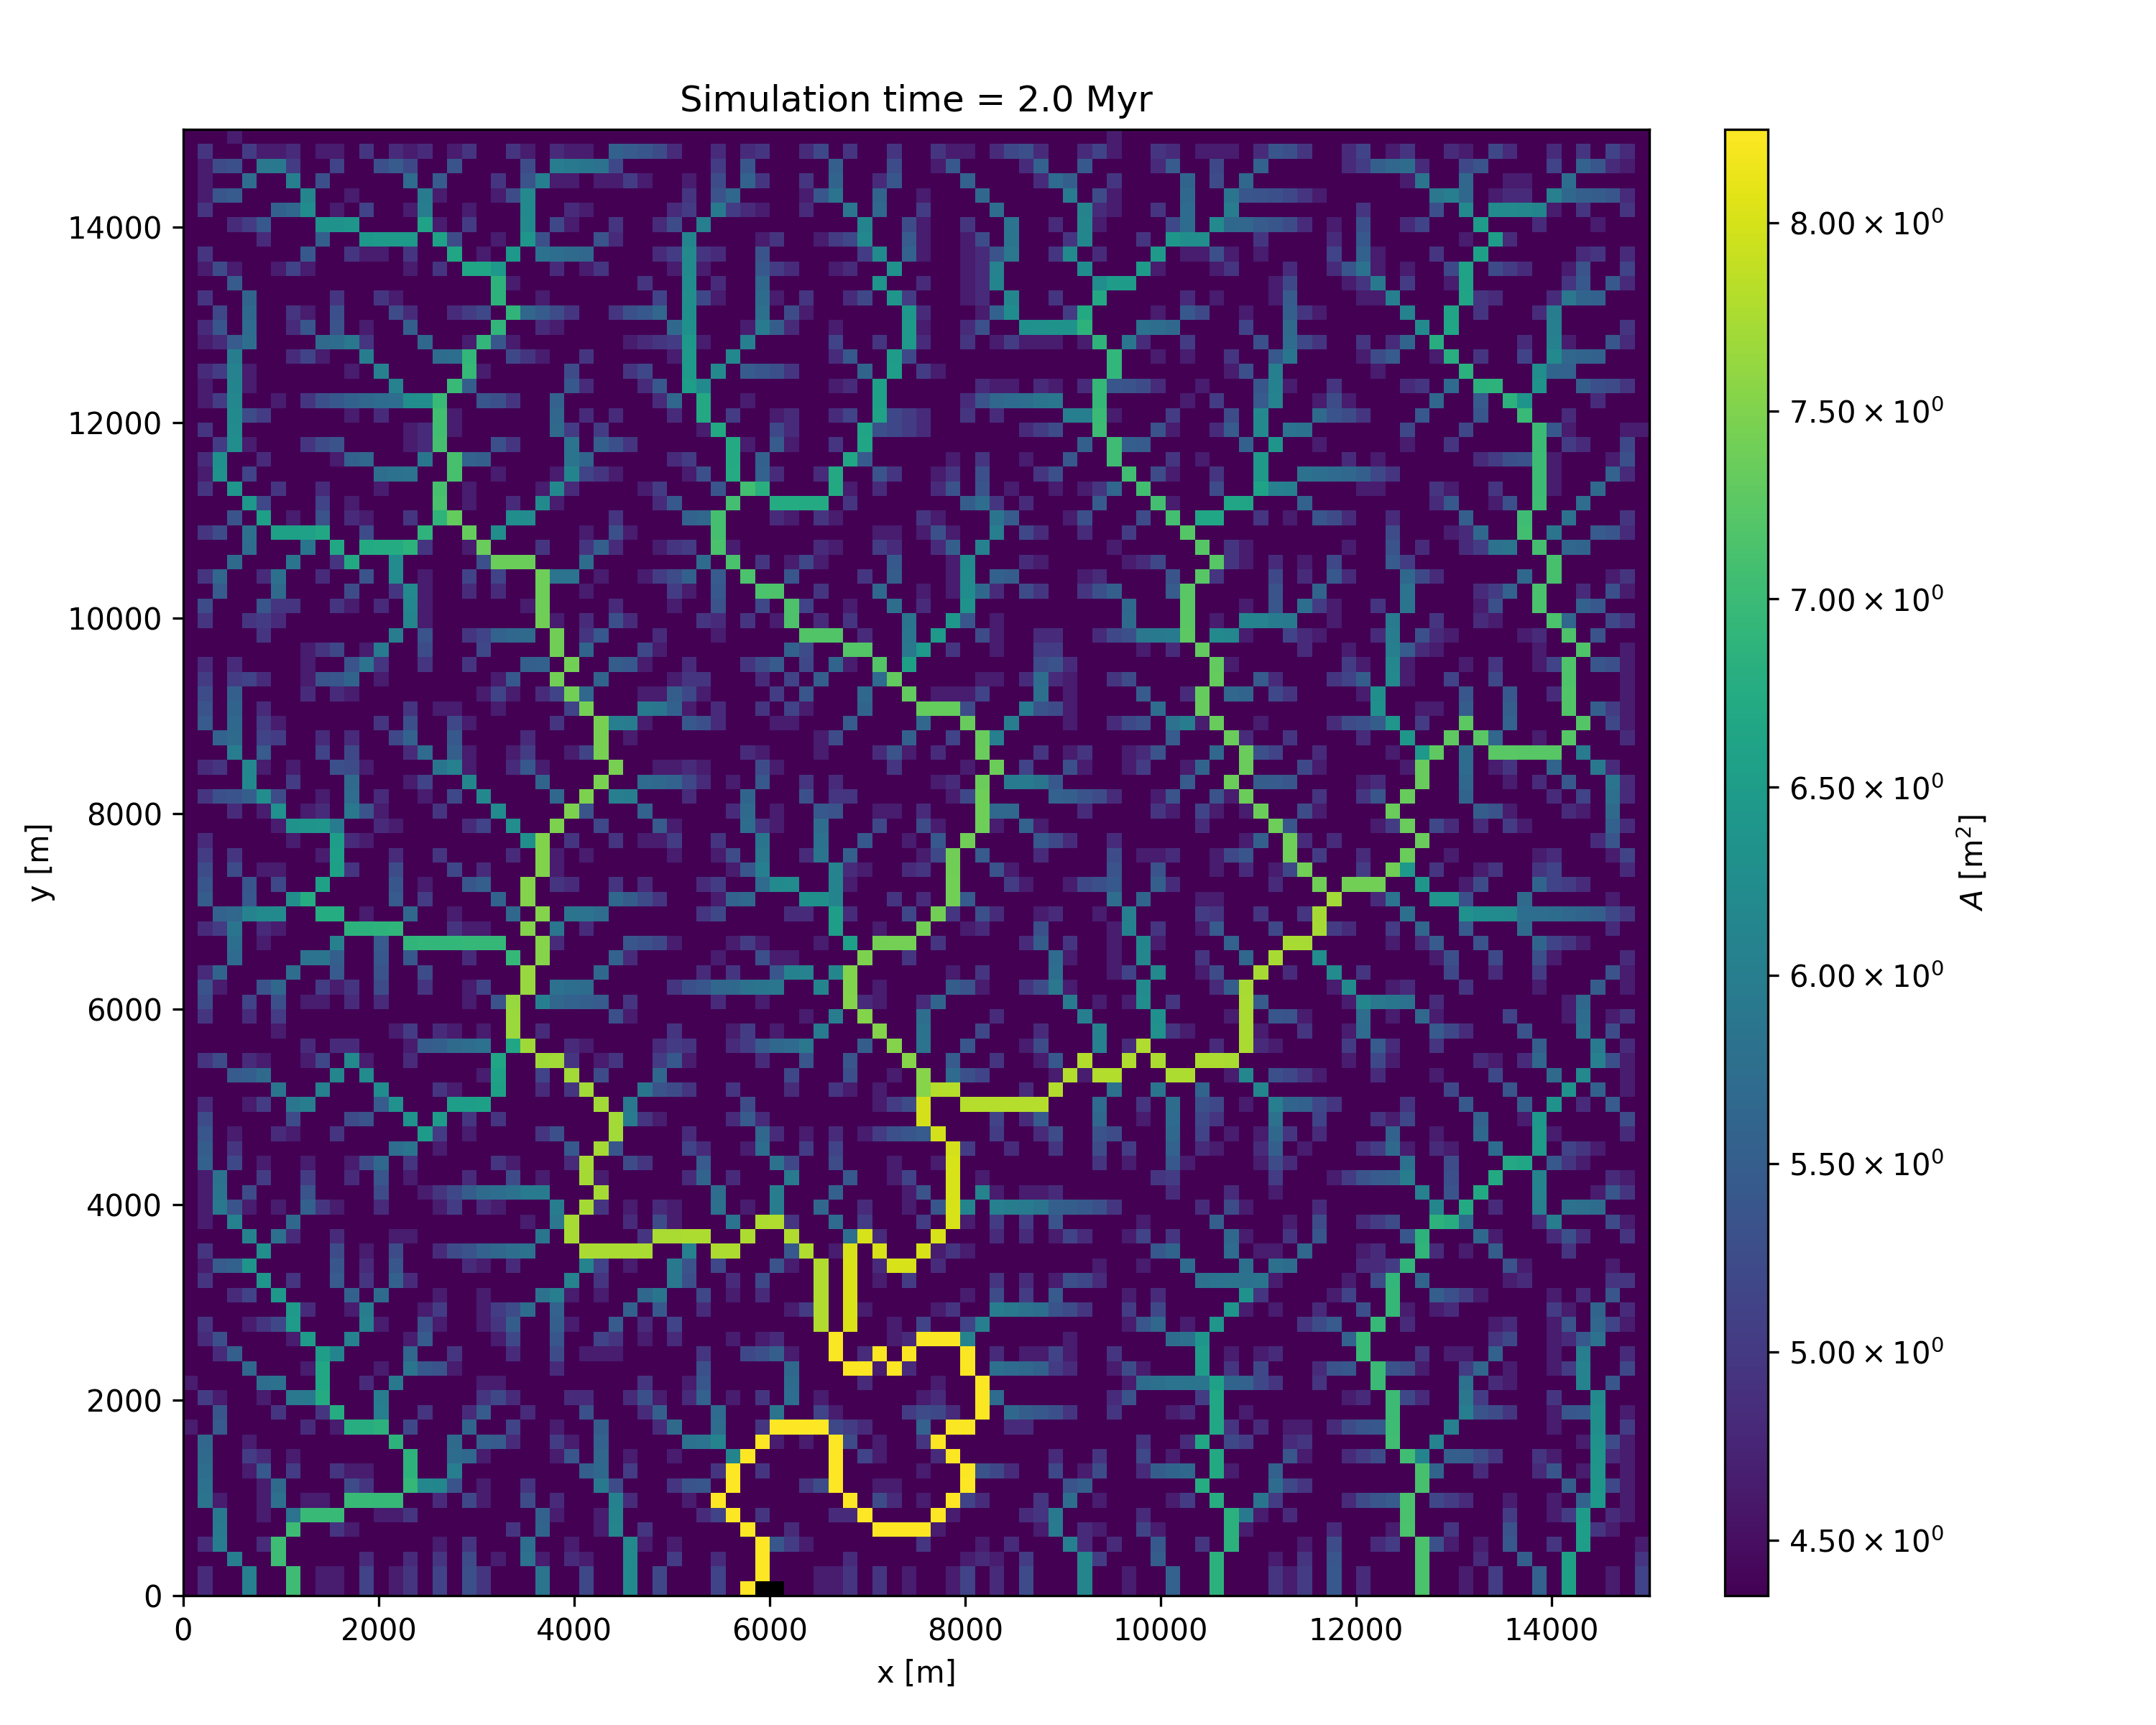 Simulation time = 2.0 Myr
14000
12000
10000
8000
6000
4000
2000
0
y [m]
0 2000 4000 6000 8000 10000 12000 14000
x [m]
8.00 × 10⁰
7.50 × 10⁰
7.00 × 10⁰
6.50 × 10⁰
6.00 × 10⁰
5.50 × 10⁰
5.00 × 10⁰
4.50 × 10⁰
A [m²]